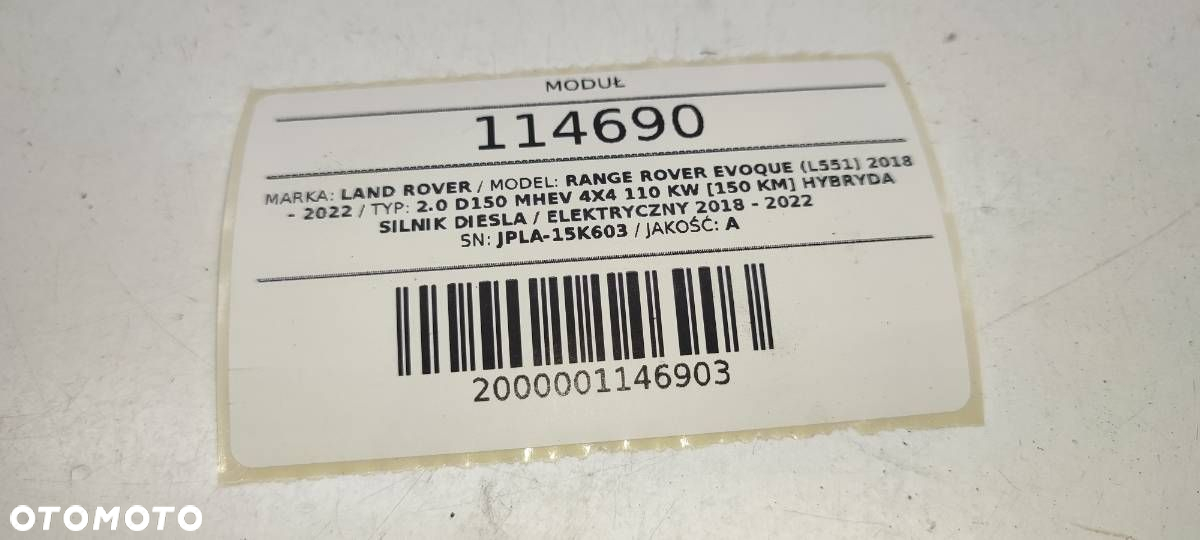 MODUŁ
114690
MARKA: LAND ROVER / MODEL: RANGE ROVER EVOQUE (L551) 2018
- 2022 / TYP: 2.0 D150 MHEV 4X4 110 KW [150 KM] HYBRYDA
SILNIK DIESLA / ELEKTRYCZNY 2018 - 2022
SN: JPLA-15K603 / JAKOŚĆ: A
2000001146903
OTOMOTO